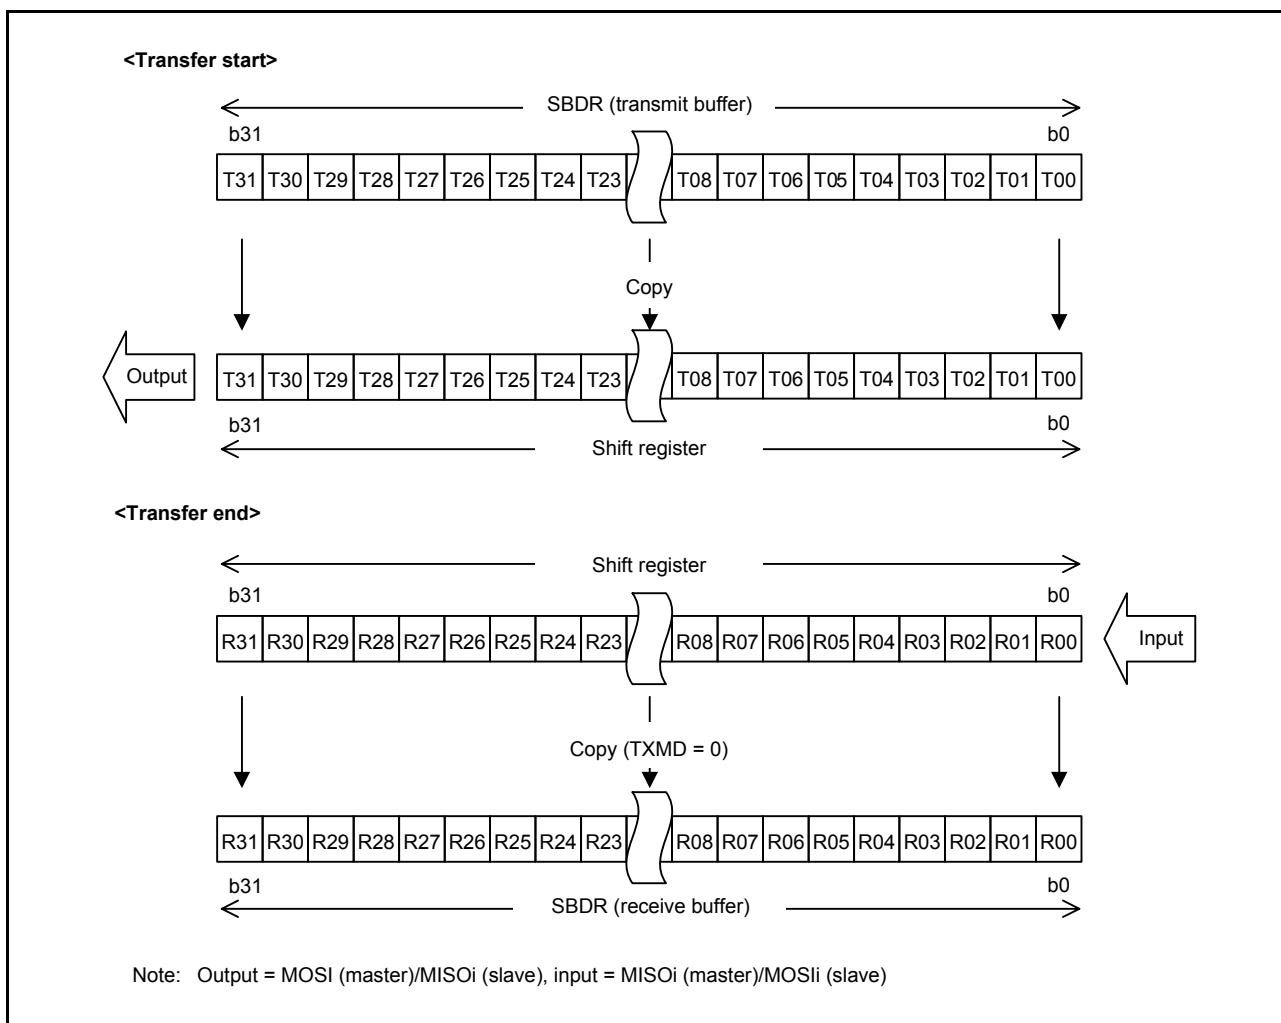 <Transfer start>
SBDR (transmit buffer)
b31 b0
T31 T30 T29 T28 T27 T26 T25 T24 T23 T08 T07 T06 T05 T04 T03 T02 T01 T00
Copy
Output T31 T30 T29 T28 T27 T26 T25 T24 T23 T08 T07 T06 T05 T04 T03 T02 T01 T00
b31 b0
Shift register
<Transfer end>
Shift register
b31 b0
R31 R30 R29 R28 R27 R26 R25 R24 R23 R08 R07 R06 R05 R04 R03 R02 R01 R00 Input
Copy (TXMD = 0)
R31 R30 R29 R28 R27 R26 R25 R24 R23 R08 R07 R06 R05 R04 R03 R02 R01 R00
b31 b0
SBDR (receive buffer)
Note: Output = MOSI (master)/MISOi (slave), input = MISOi (master)/MOSIi (slave)